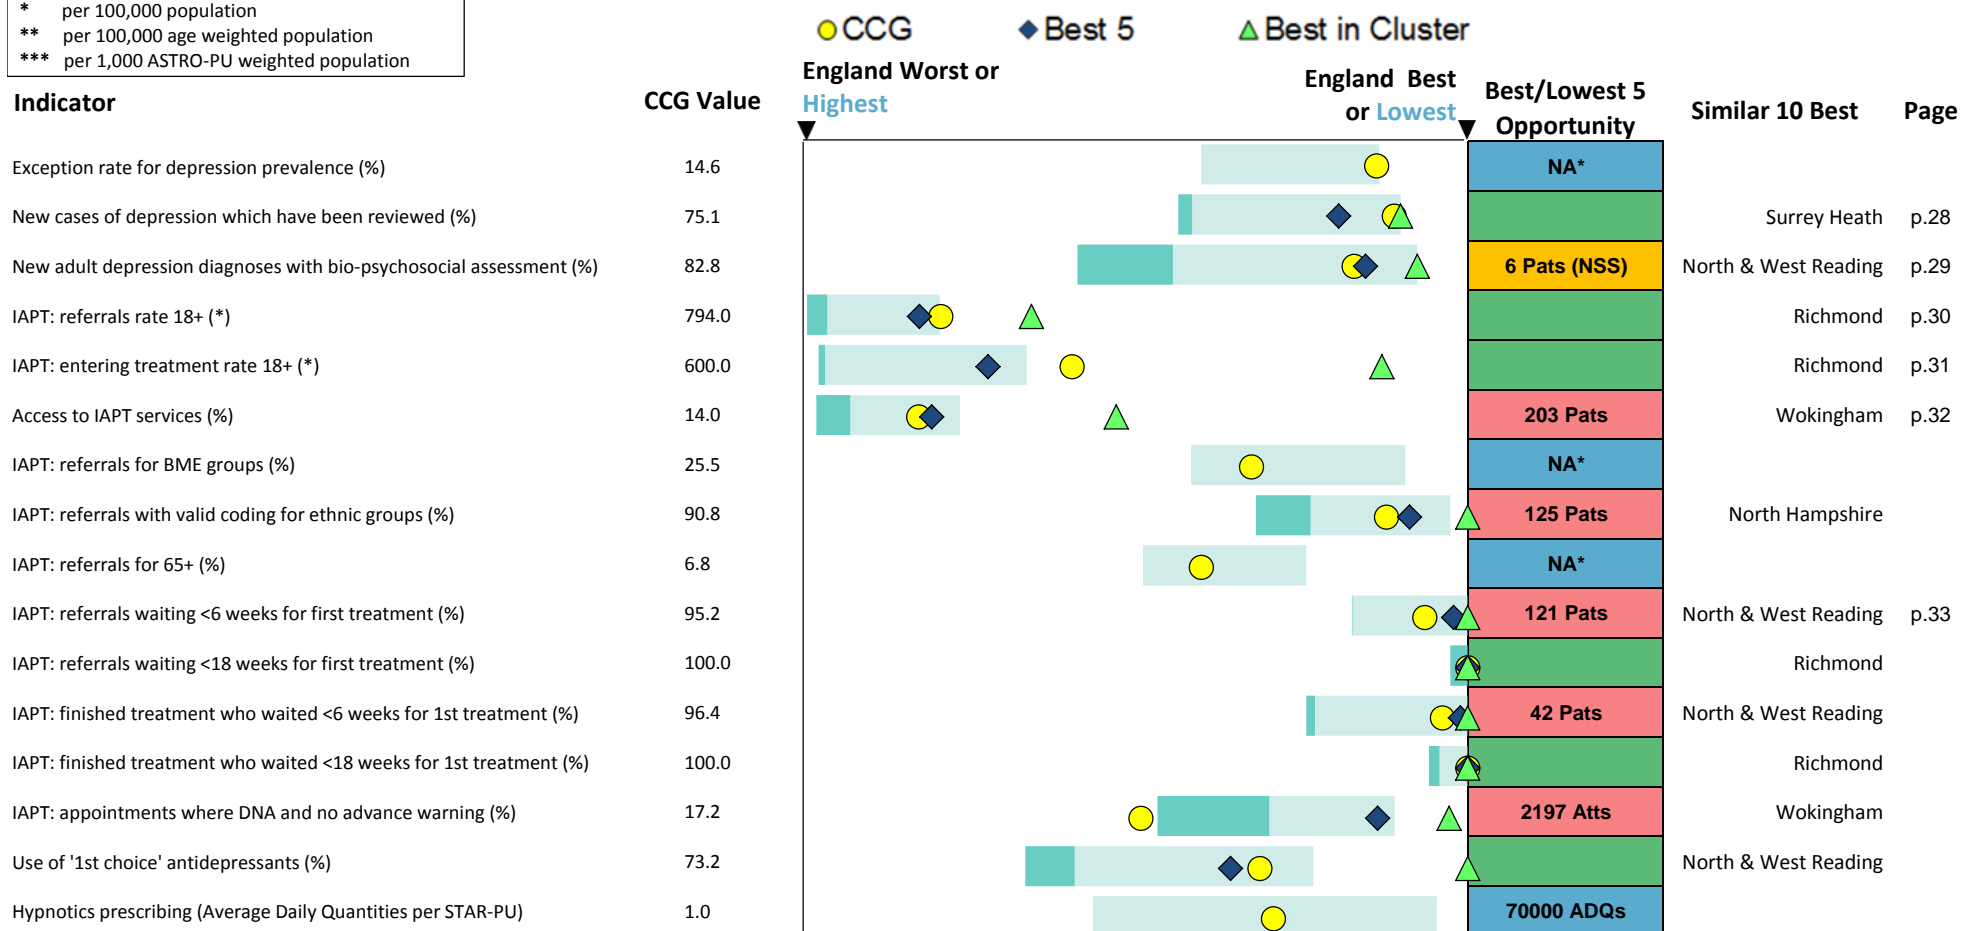 * per 100,000 population
** per 100,000 age weighted population
*** per 1,000 ASTRO-PU weighted population
CCG Best 5 Best in Cluster
Indicator CCG Value England Worst or Highest England Best or Lowest Best/Lowest 5 Opportunity Similar 10 Best Page
Exception rate for depression prevalence (%) 14.6 NA*
New cases of depression which have been reviewed (%) 75.1 Surrey Heath p.28
New adult depression diagnoses with bio-psychosocial assessment (%) 82.8 6 Pats (NSS) North & West Reading p.29
IAPT: referrals rate 18+ (*) 794.0 Richmond p.30
IAPT: entering treatment rate 18+ (*) 600.0 Richmond p.31
Access to IAPT services (%) 14.0 203 Pats Wokingham p.32
IAPT: referrals for BME groups (%) 25.5 NA*
IAPT: referrals with valid coding for ethnic groups (%) 90.8 125 Pats North Hampshire
IAPT: referrals for 65+ (%) 6.8 NA*
IAPT: referrals waiting <6 weeks for first treatment (%) 95.2 121 Pats North & West Reading p.33
IAPT: referrals waiting <18 weeks for first treatment (%) 100.0 Richmond
IAPT: finished treatment who waited <6 weeks for 1st treatment (%) 96.4 42 Pats North & West Reading
IAPT: finished treatment who waited <18 weeks for 1st treatment (%) 100.0 Richmond
IAPT: appointments where DNA and no advance warning (%) 17.2 2197 Atts Wokingham
Use of '1st choice' antidepressants (%) 73.2 North & West Reading
Hypnotics prescribing (Average Daily Quantities per STAR-PU) 1.0 70000 ADQs